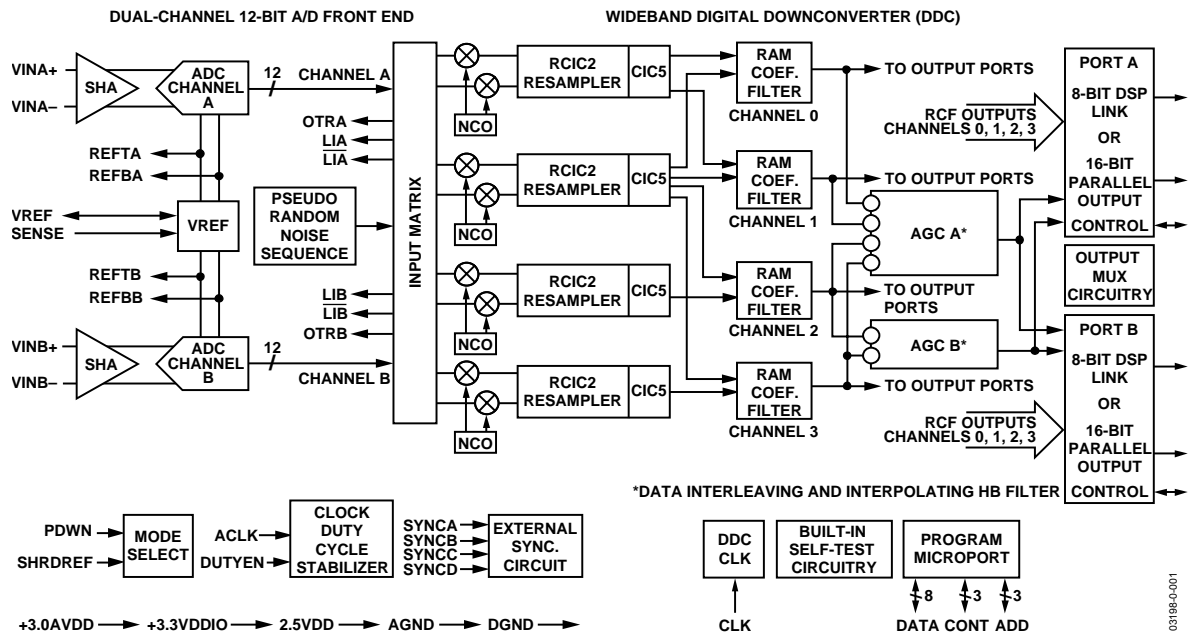 DUAL-CHANNEL 12-BIT A/D FRONT END
WIDEBAND DIGITAL DOWNCONVERTER (DDC)
VINA+
VINA–
SHA
ADC
CHANNEL
A
12
CHANNEL A
OTRA
LIA
LIA
REFTA
REFBA
VREF
SENSE
VREF
PSEUDO
RANDOM
NOISE
SEQUENCE
REFTB
REFBB
LIB
LIB
OTRB
VINB+
VINB–
SHA
ADC
CHANNEL
B
12
CHANNEL B
INPUT MATRIX
NCO
RCIC2
RESAMPLER
CIC5
RAM
COEF.
FILTER
CHANNEL 0
TO OUTPUT PORTS
NCO
RCIC2
RESAMPLER
CIC5
RAM
COEF.
FILTER
CHANNEL 1
TO OUTPUT PORTS
NCO
RCIC2
RESAMPLER
CIC5
RAM
COEF.
FILTER
CHANNEL 2
TO OUTPUT
PORTS
NCO
RCIC2
RESAMPLER
CIC5
RAM
COEF.
FILTER
CHANNEL 3
TO OUTPUT PORTS
AGC A*
AGC B*
RCF OUTPUTS
CHANNELS 0, 1, 2, 3
PORT A
8-BIT DSP
LINK
OR
16-BIT
PARALLEL
OUTPUT
CONTROL
OUTPUT
MUX
CIRCUITRY
RCF OUTPUTS
CHANNELS 0, 1, 2, 3
PORT B
8-BIT DSP
LINK
OR
16-BIT
PARALLEL
OUTPUT
CONTROL
*DATA INTERLEAVING AND INTERPOLATING HB FILTER
PDWN
SHRDREF
MODE
SELECT
ACLK
DUTYEN
CLOCK
DUTY
CYCLE
STABILIZER
SYNCA
SYNCB
SYNCC
SYNCD
EXTERNAL
SYNC.
CIRCUIT
DDC
CLK
CLK
BUILT-IN
SELF-TEST
CIRCUITRY
PROGRAM
MICROPORT
8
3
3
DATA CONT ADD
+3.0AVDD
+3.3VDDIO
2.5VDD
AGND
DGND
03198-0-001